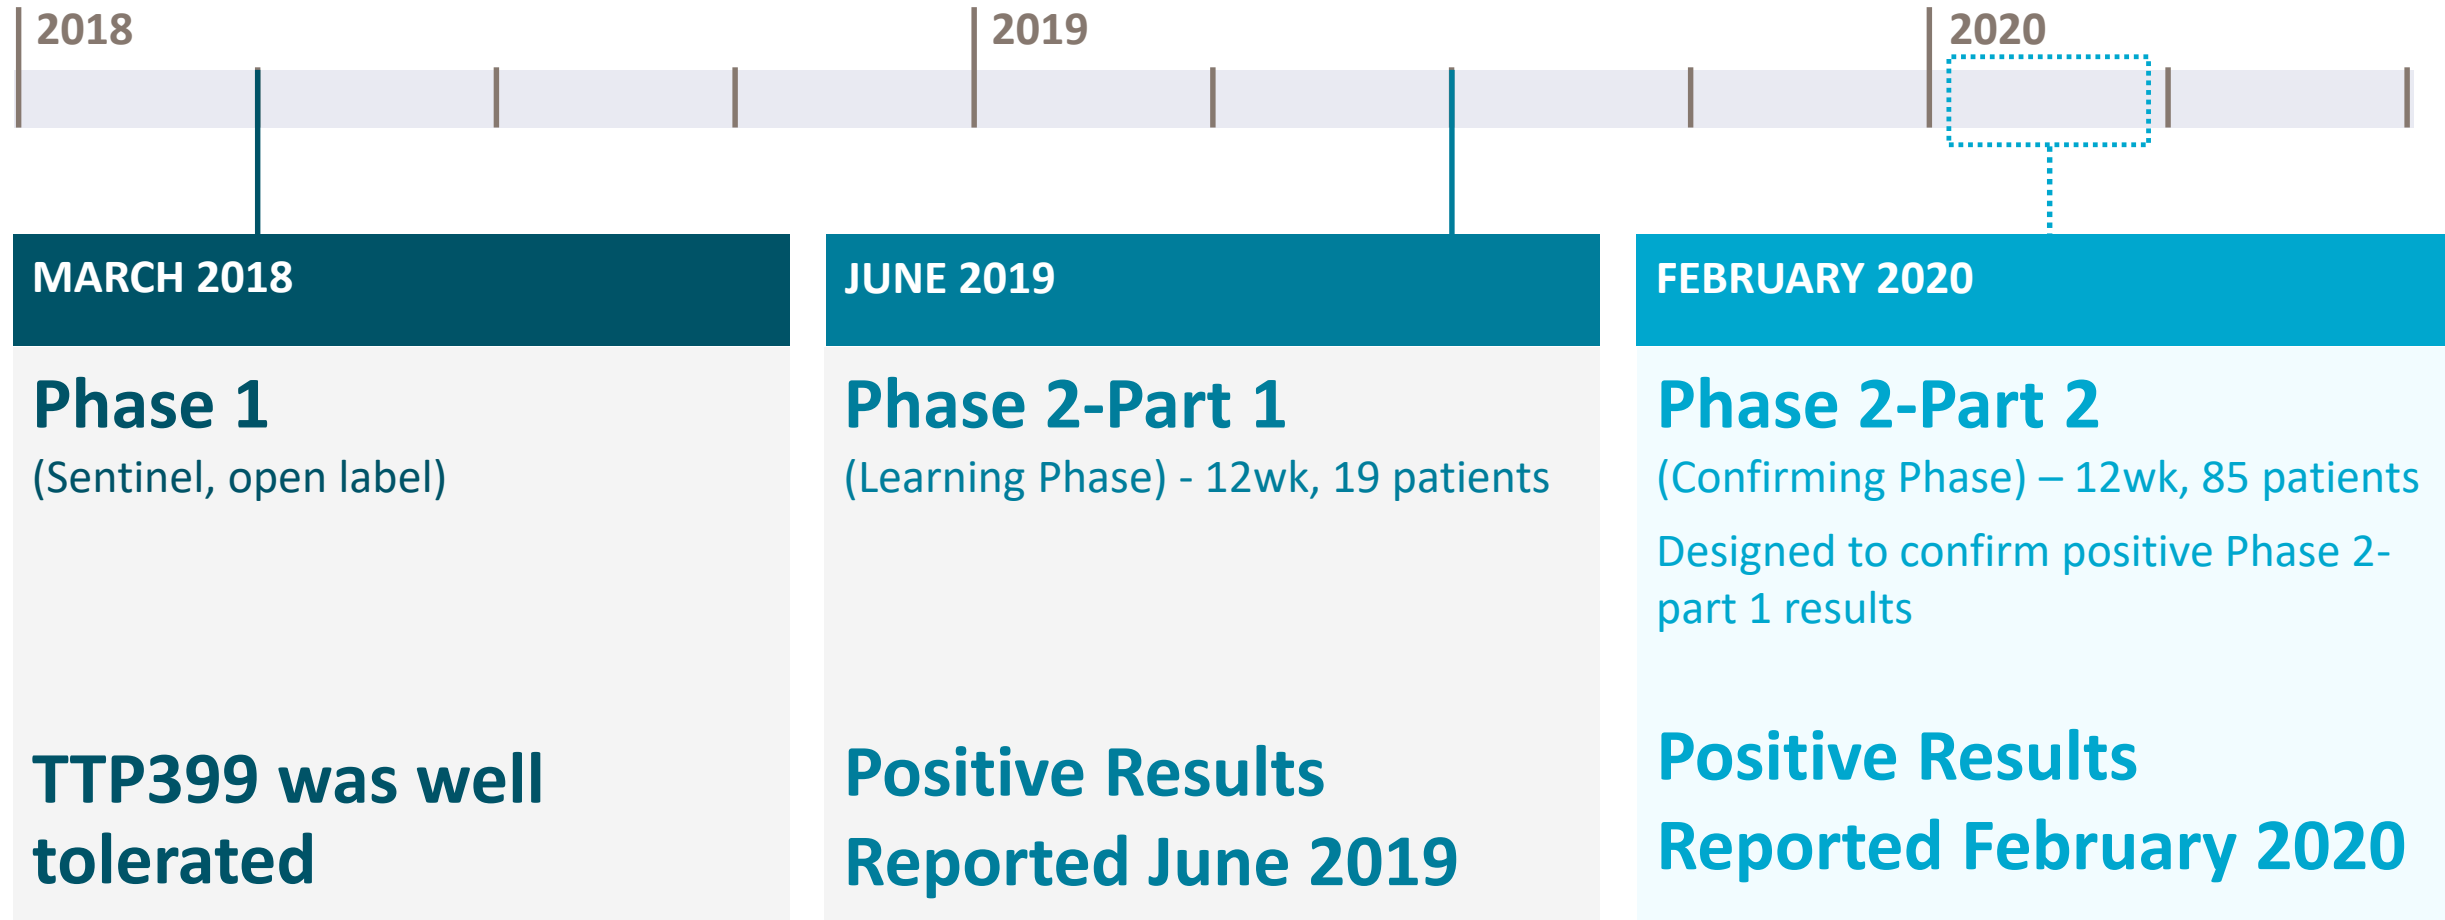 2018
2019
2020
MARCH 2018
Phase 1
(Sentinel, open label)
TTP399 was well
tolerated
JUNE 2019
Phase 2-Part 1
(Learning Phase) - 12wk, 19 patients
Positive Results
Reported June 2019
FEBRUARY 2020
Phase 2-Part 2
(Confirming Phase) – 12wk, 85 patients
Designed to confirm positive Phase 2-
part 1 results
Positive Results
Reported February 2020